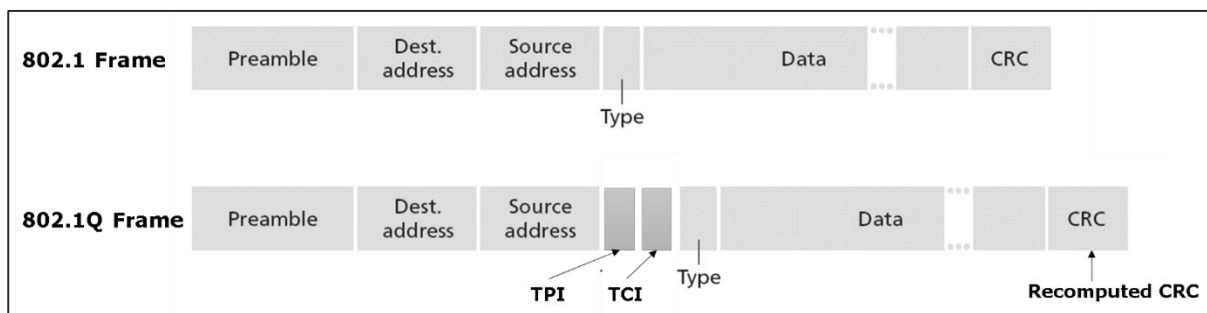 802.1 Frame
Preamble
Dest.
address
Source
address
Data
CRC
Type
802.1Q Frame
Preamble
Dest.
address
Source
address
Data
CRC
Type
TPI
TCI
Recomputed CRC